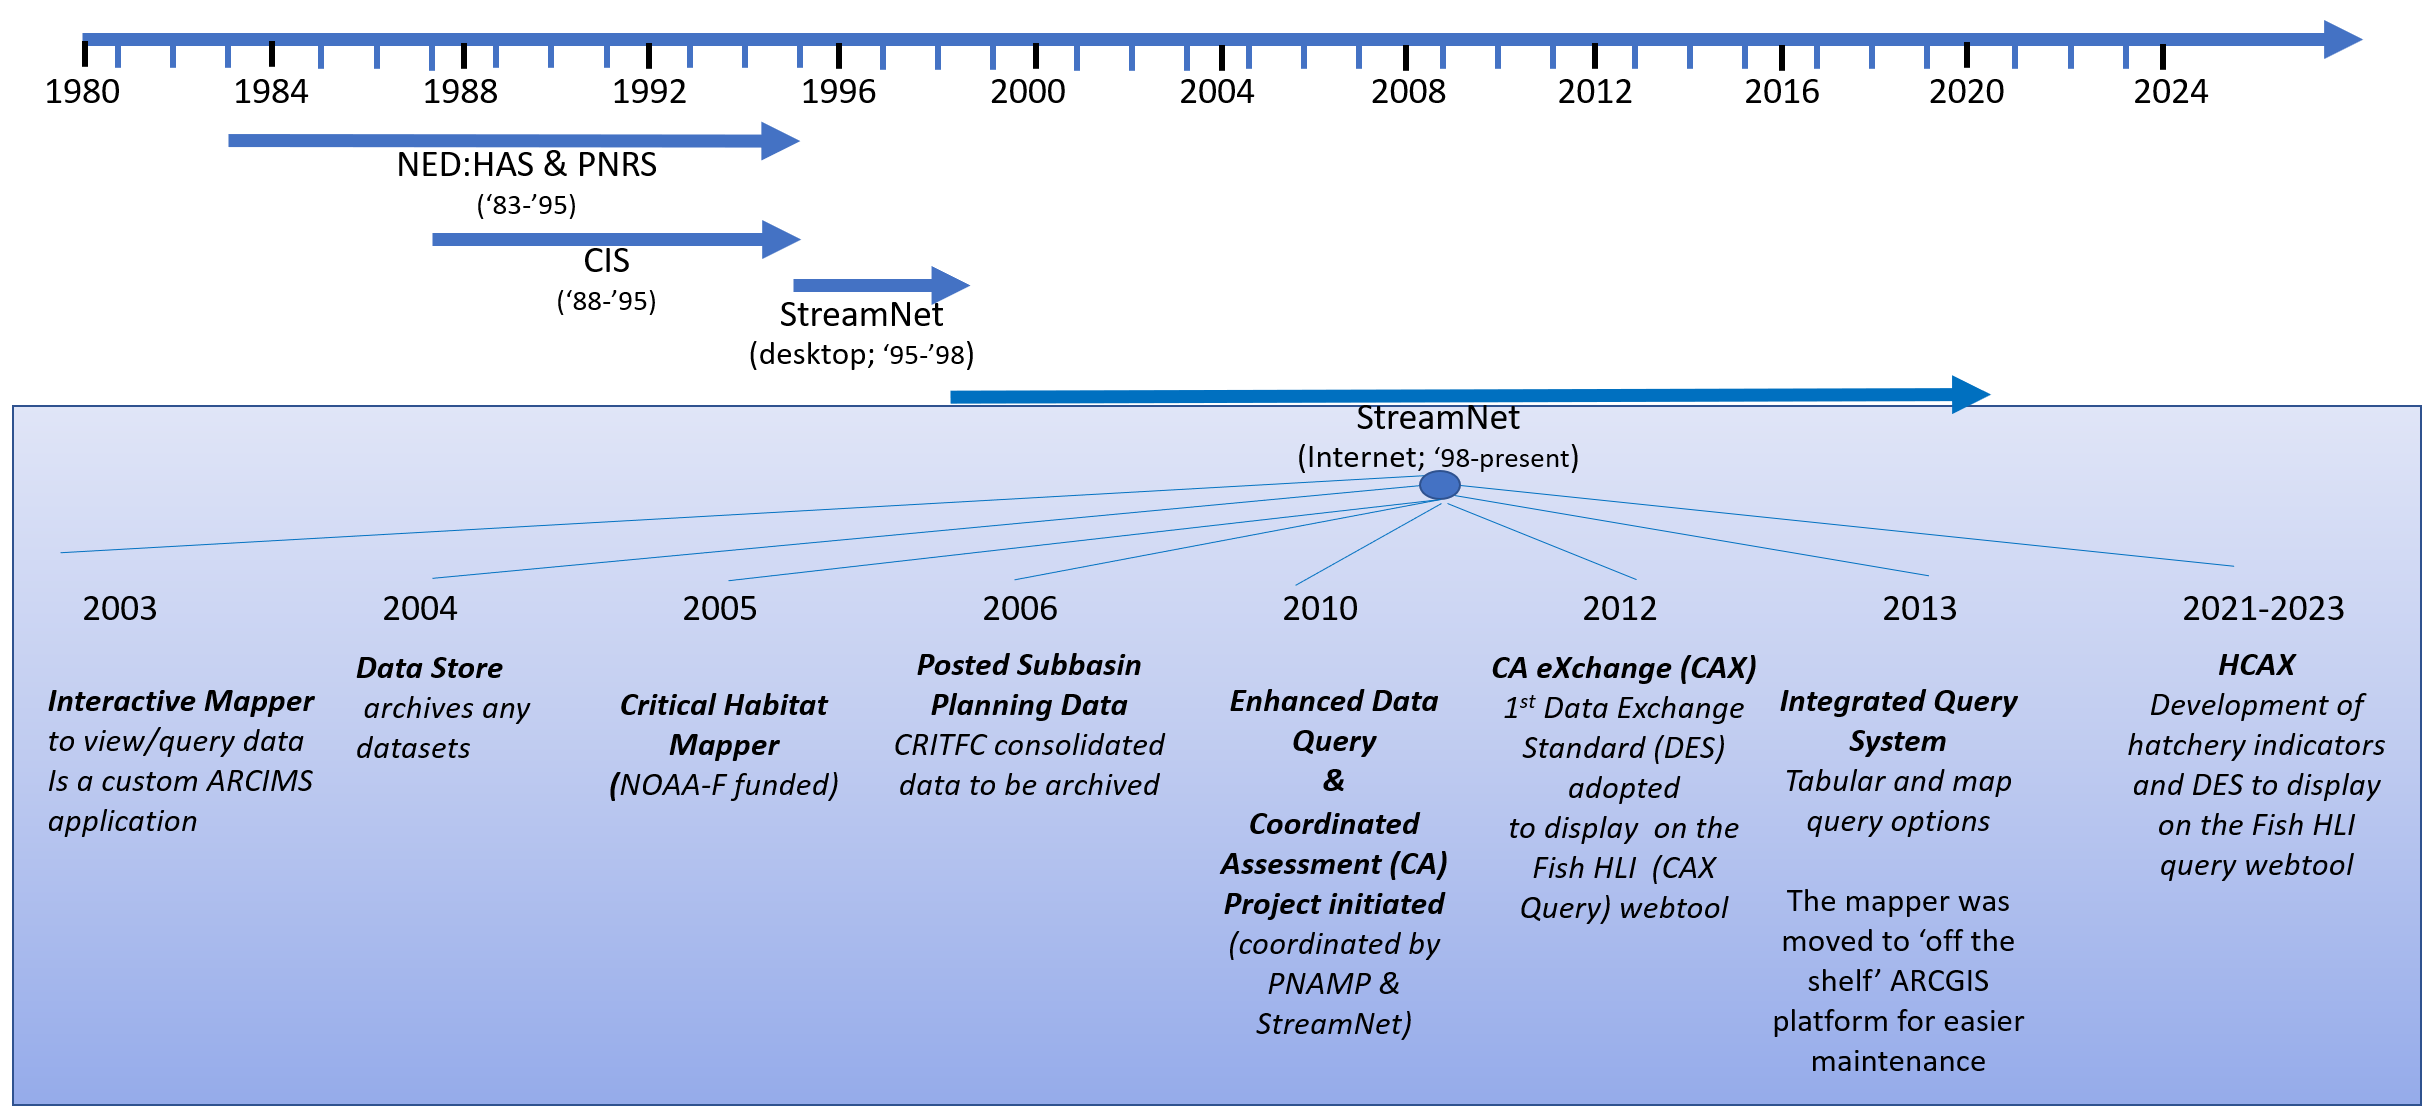 1980 1984 1988 1992 1996 2000 2004 2008 2012 2016 2020 2024
NED:HAS & PNRS
(‘83-’95)
CIS
(‘88-’95)
StreamNet
(desktop; ‘95-’98)
StreamNet
(Internet; ‘98-present)
2003
Interactive Mapper
to view/query data
Is a custom ARCIMS
application
2004
Data Store
archives any
datasets
2005
Critical Habitat
Mapper
(NOAA-F funded)
2006
Posted Subbasin
Planning Data
CRITFC consolidated
data to be archived
2010
Enhanced Data
Query
&
Coordinated
Assessment (CA)
Project initiated
(coordinated by
PNAMP &
StreamNet)
2012
CA eXchange (CAX)
1st Data Exchange
Standard (DES)
adopted
to display on the
Fish HLI (CAX
Query) webtool
2013
Integrated Query
System
Tabular and map
query options
The mapper was
moved to ‘off the
shelf’ ARCGIS
platform for easier
maintenance
2021-2023
HCAX
Development of
hatchery indicators
and DES to display
on the Fish HLI
query webtool